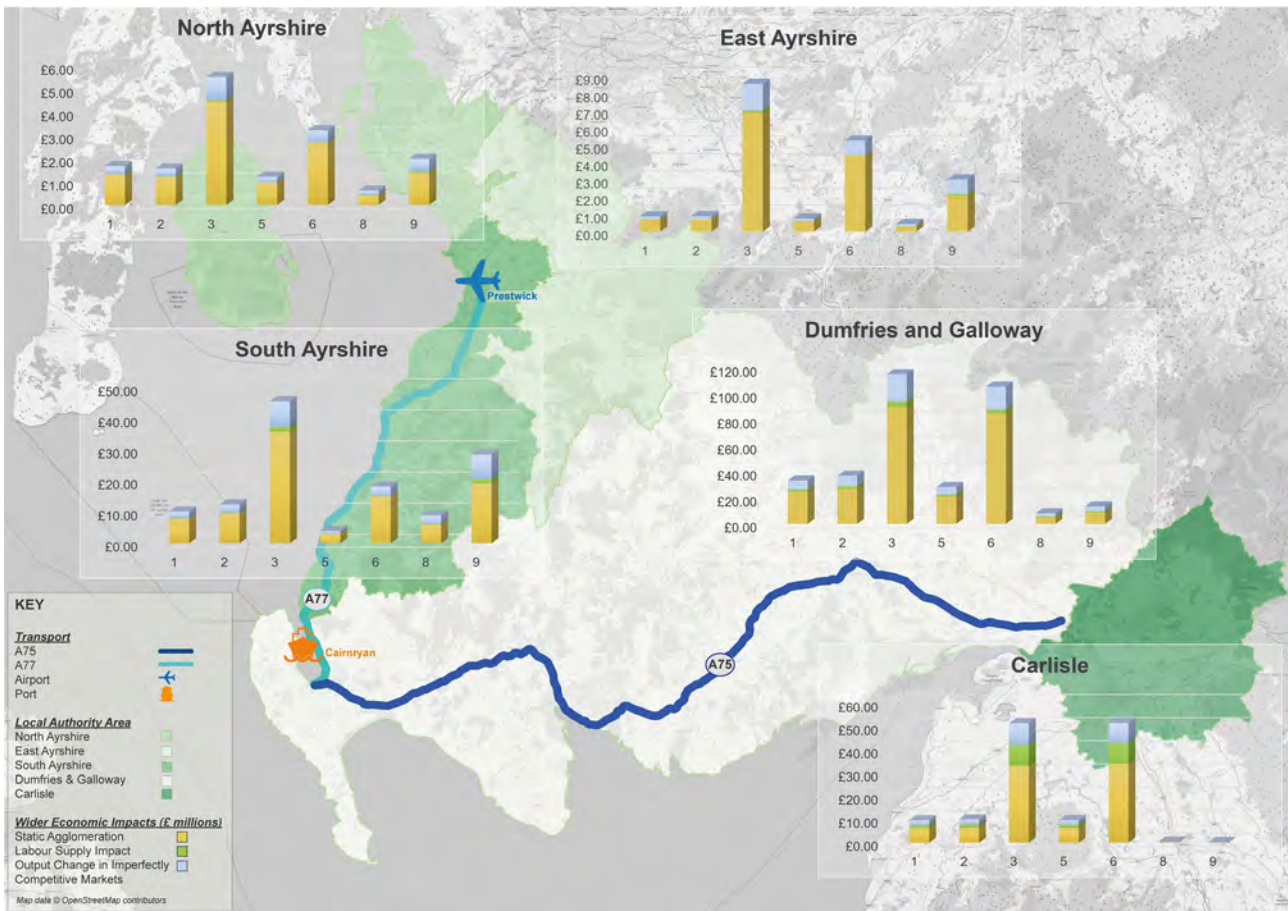 North Ayrshire
£6.00
£5.00
£4.00
£3.00
£2.00
£1.00
£0.00
1 2 3 5 6 8 9
East Ayrshire
£9.00
£8.00
£7.00
£6.00
£5.00
£4.00
£3.00
£2.00
£1.00
£0.00
1 2 3 5 6 8 9
Prestwick
South Ayrshire
£50.00
£40.00
£30.00
£20.00
£10.00
£0.00
1 2 3 5 6 8 9
Dumfries and Galloway
£120.00
£100.00
£80.00
£60.00
£40.00
£20.00
£0.00
1 2 3 5 6 8 9
A77
Cairnryan
A75
Carlisle
£60.00
£50.00
£40.00
£30.00
£20.00
£10.00
£0.00
1 2 3 5 6 8 9
KEY
Transport
A75
A77
Airport
Port
Local Authority Area
North Ayrshire
East Ayrshire
South Ayrshire
Dumfries & Galloway
Carlisle
Wider Economic Impacts (£ millions)
Static Agglomeration
Labour Supply Impact
Output Change in Imperfectly
Competitive Markets
Map data © OpenStreetMap contributors